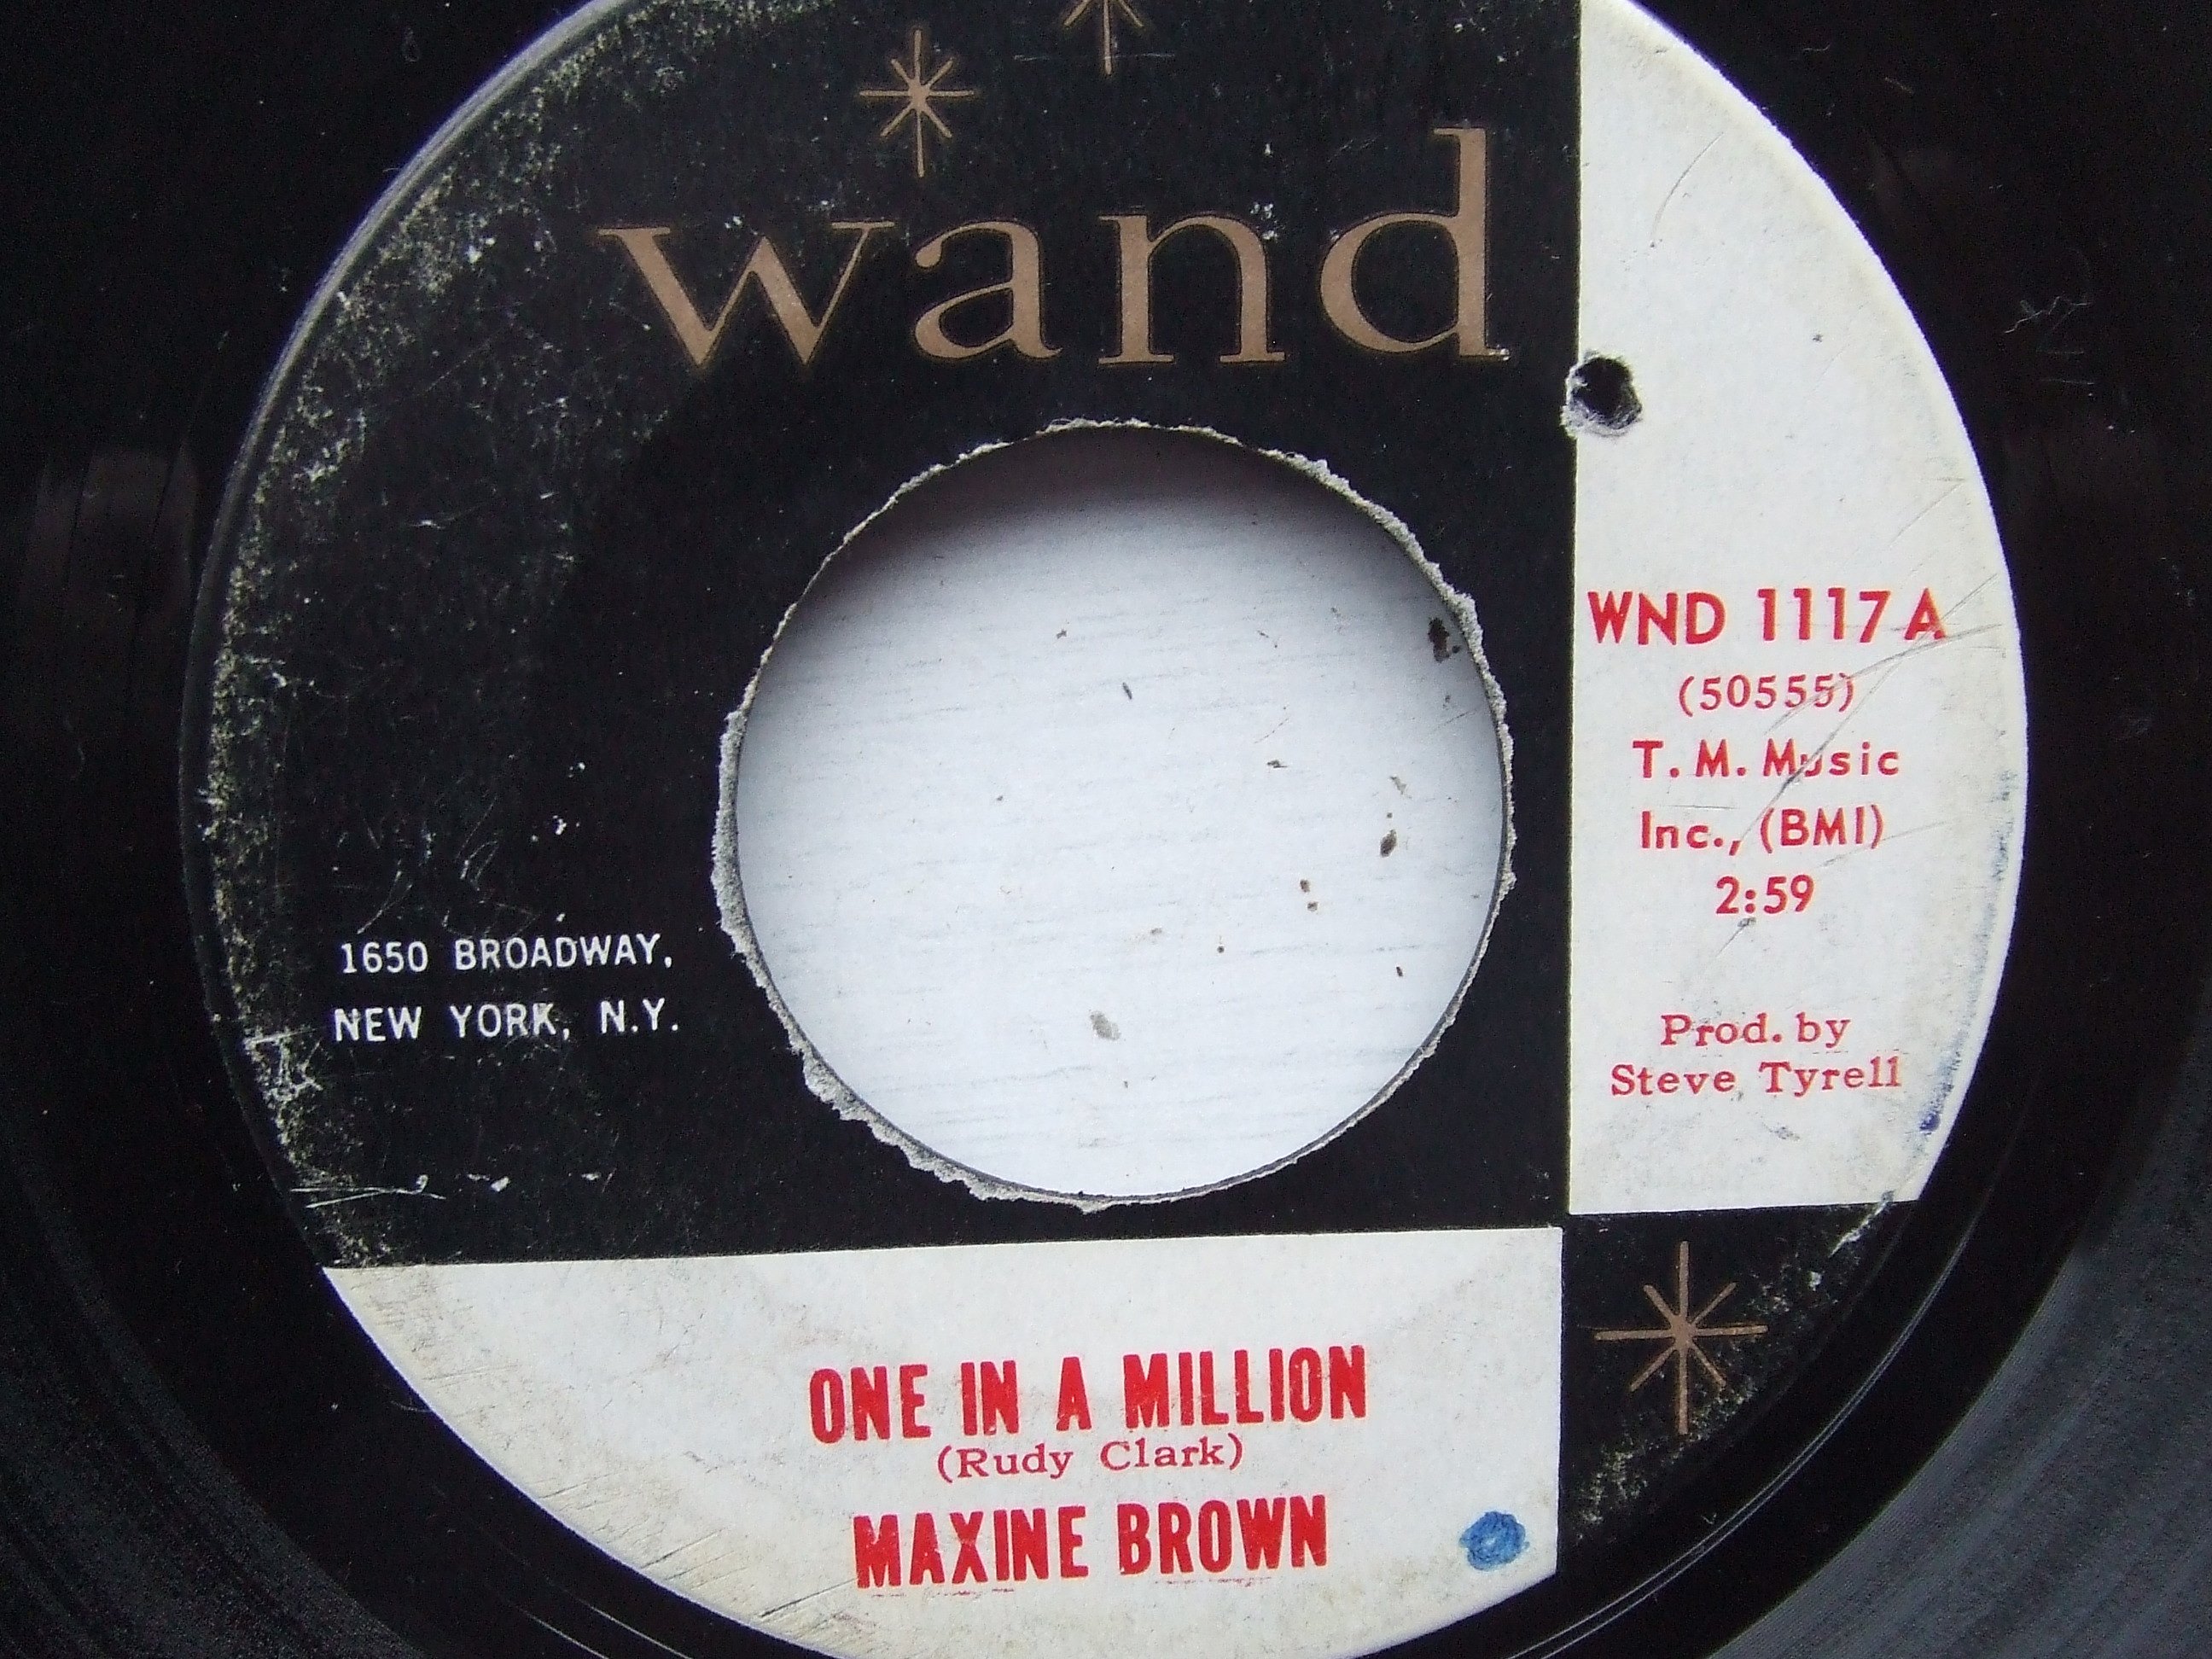 wand
WND 1117 A
(50555)
T. M. Music
Inc., (BMI)
2:59
Prod. by
Steve Tyrell
1650 BROADWAY,
NEW YORK, N.Y.
ONE IN A MILLION
(Rudy Clark)
MAXINE BROWN